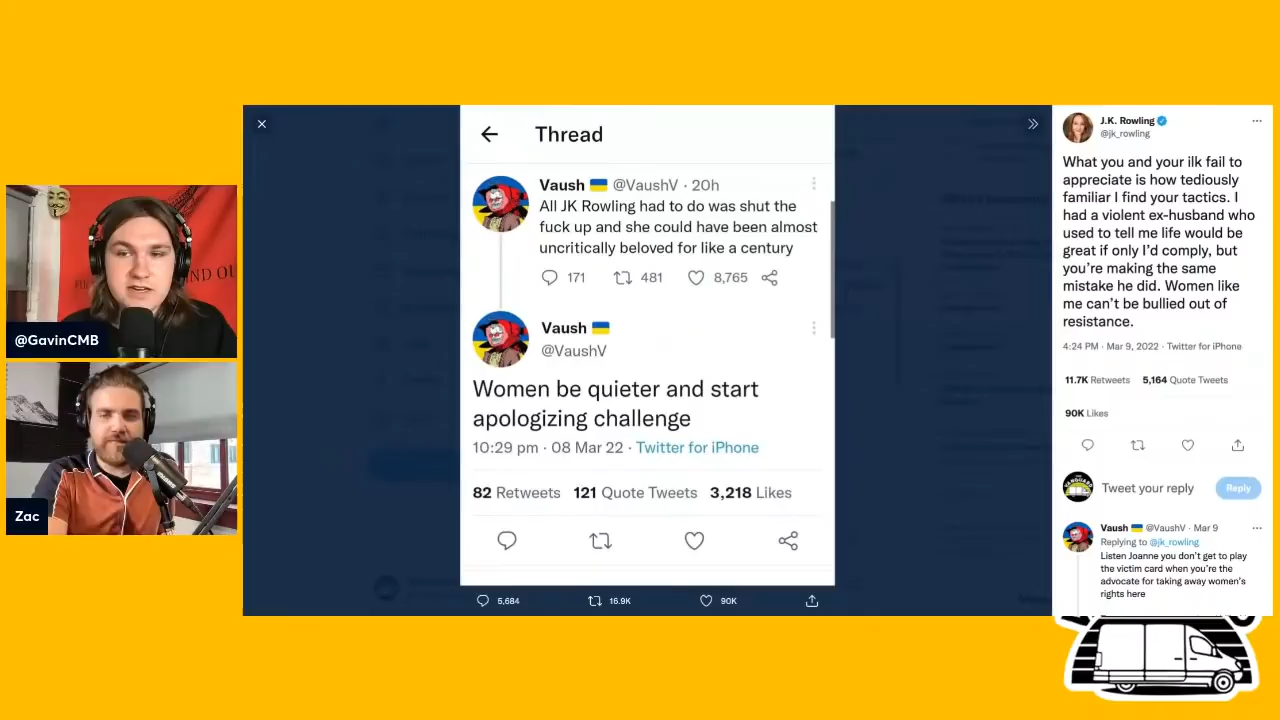 @GavinCMB
Zac
Thread
Vaush @VaushV · 20h
All JK Rowling had to do was shut the
fuck up and she could have been almost
uncritically beloved for like a century
171 481 8,765
Vaush
@VaushV
Women be quieter and start
apologizing challenge
10:29 pm · 08 Mar 22 · Twitter for iPhone
82 Retweets 121 Quote Tweets 3,218 Likes
5,684 16.9K 90K
J.K. Rowling
@jk_rowling
What you and your ilk fail to
appreciate is how tediously
familiar I find your tactics. I
had a violent ex-husband who
used to tell me life would be
great if only I'd comply, but
you're making the same
mistake he did. Women like
me can't be bullied out of
resistance.
4:24 PM · Mar 9, 2022 · Twitter for iPhone
11.7K Retweets 5,164 Quote Tweets
90K Likes
Tweet your reply Reply
Vaush @VaushV · Mar 9
Replying to @jk_rowling
Listen Joanne you don't get to play
the victim card when you're the
advocate for taking away women's
rights here